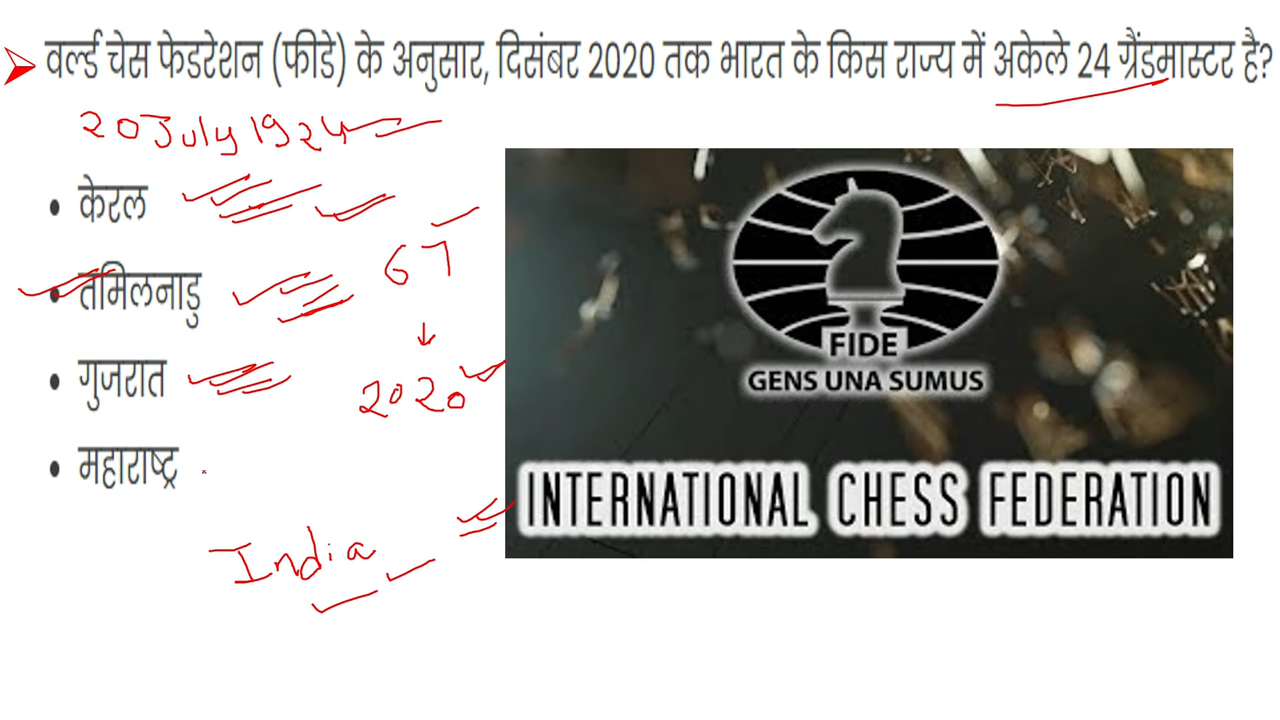 वर्ल्ड चेस फेडरेशन (फीडे) के अनुसार, दिसंबर 2020 तक भारत के किस राज्य में अकेले 24 ग्रैंडमास्टर है?
20 July 1924
केरल
67
तमिलनाडु
गुजरात
2020
महाराष्ट्र
India
FIDE
GENS UNA SUMUS
INTERNATIONAL CHESS FEDERATION